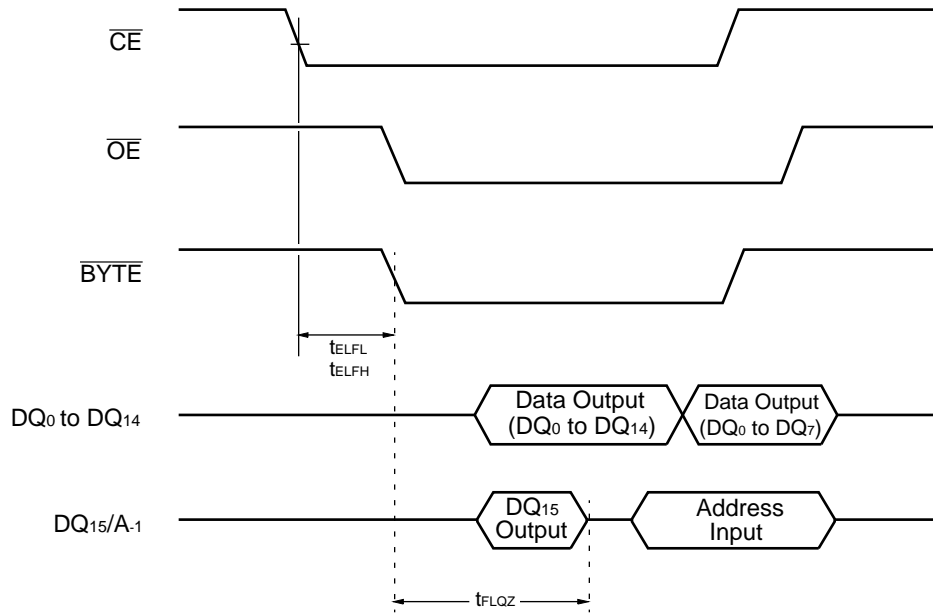 CE
OE
BYTE
tELFL
tELFH
DQ0 to DQ14
Data Output
(DQ0 to DQ14)
Data Output
(DQ0 to DQ7)
DQ15/A-1
DQ15
Output
Address
Input
tFLQZ